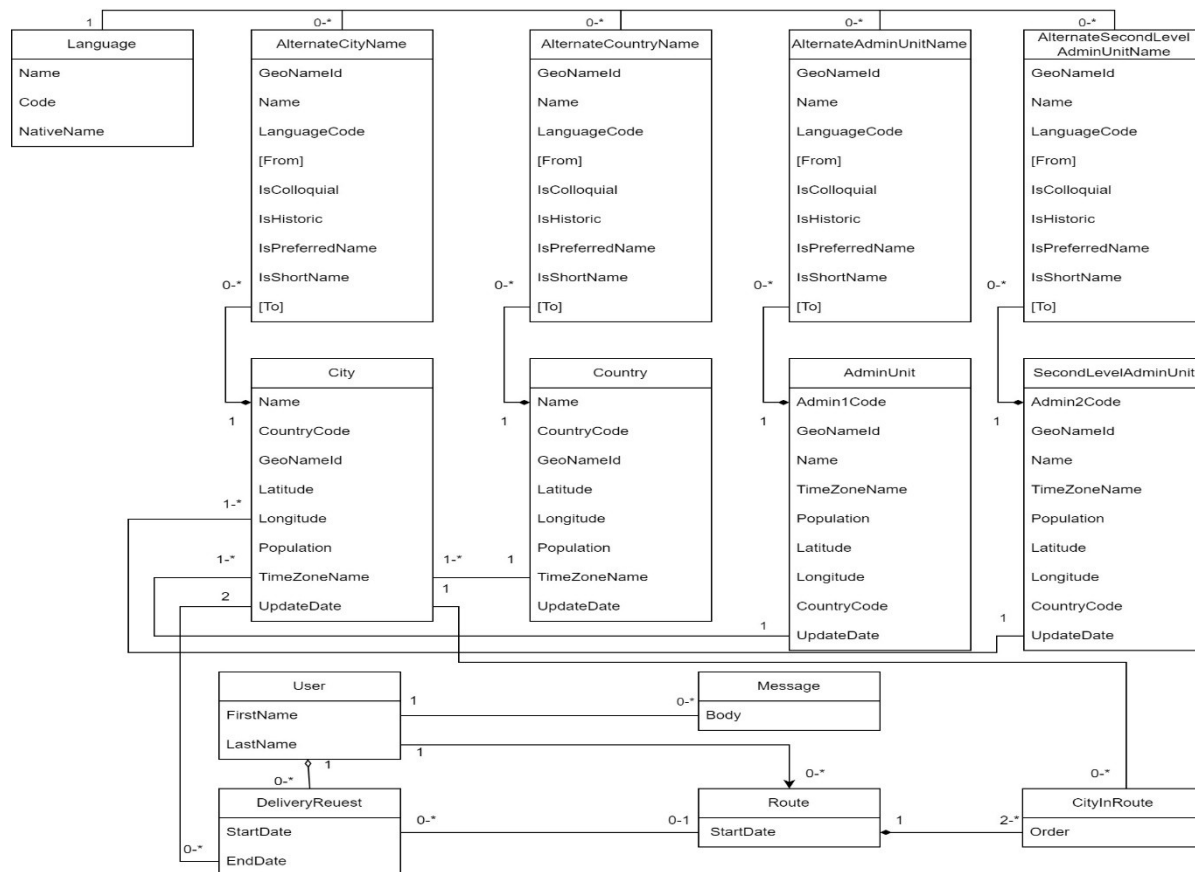 1
0-*
0-*
0-*
0-*
Language
Name
Code
NativeName
AlternateCityName
GeoNameId
Name
LanguageCode
[From]
IsColloquial
IsHistoric
IsPreferredName
IsShortName
[To]
AlternateCountryName
GeoNameId
Name
LanguageCode
[From]
IsColloquial
IsHistoric
IsPreferredName
IsShortName
[To]
AlternateAdminUnitName
GeoNameId
Name
LanguageCode
[From]
IsColloquial
IsHistoric
IsPreferredName
IsShortName
[To]
AlternateSecondLevel
AdminUnitName
GeoNameId
Name
LanguageCode
[From]
IsColloquial
IsHistoric
IsPreferredName
IsShortName
[To]
0-*
0-*
0-*
0-*
1
1
1
1
City
Name
CountryCode
GeoNameId
Latitude
Longitude
Population
TimeZoneName
UpdateDate
Country
Name
CountryCode
GeoNameId
Latitude
Longitude
Population
TimeZoneName
UpdateDate
AdminUnit
Admin1Code
GeoNameId
Name
TimeZoneName
Population
Latitude
Longitude
CountryCode
UpdateDate
SecondLevelAdminUnit
Admin2Code
GeoNameId
Name
TimeZoneName
Population
Latitude
Longitude
CountryCode
UpdateDate
1-*
1-*
2
1-*
1
1
1
1
User
FirstName
LastName
1
0-*
Message
Body
1
0-*
1
0-*
0-*
DeliveryReuest
StartDate
EndDate
0-*
0-*
0-1
Route
StartDate
1
2-*
CityInRoute
Order